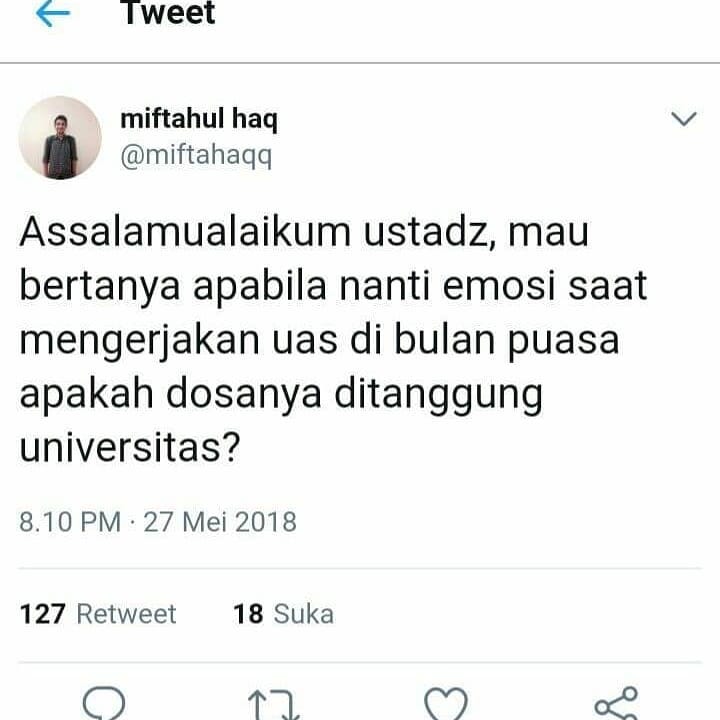 Tweet
miftahul haq
@miftahaqq
Assalamualaikum ustadz, mau
bertanya apabila nanti emosi saat
mengerjakan uas di bulan puasa
apakah dosanya ditanggung
universitas?
8.10 PM · 27 Mei 2018
127 Retweet 18 Suka